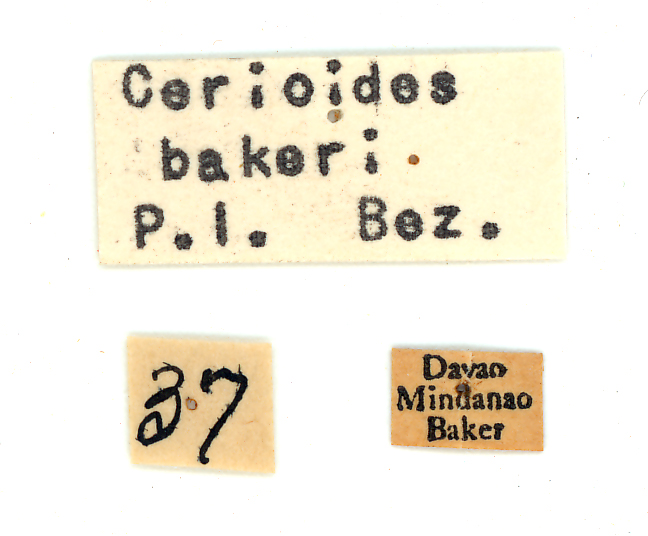 Cerioides
bakeri
P.I. Bez.
37
Davao
Mindanao
Baker